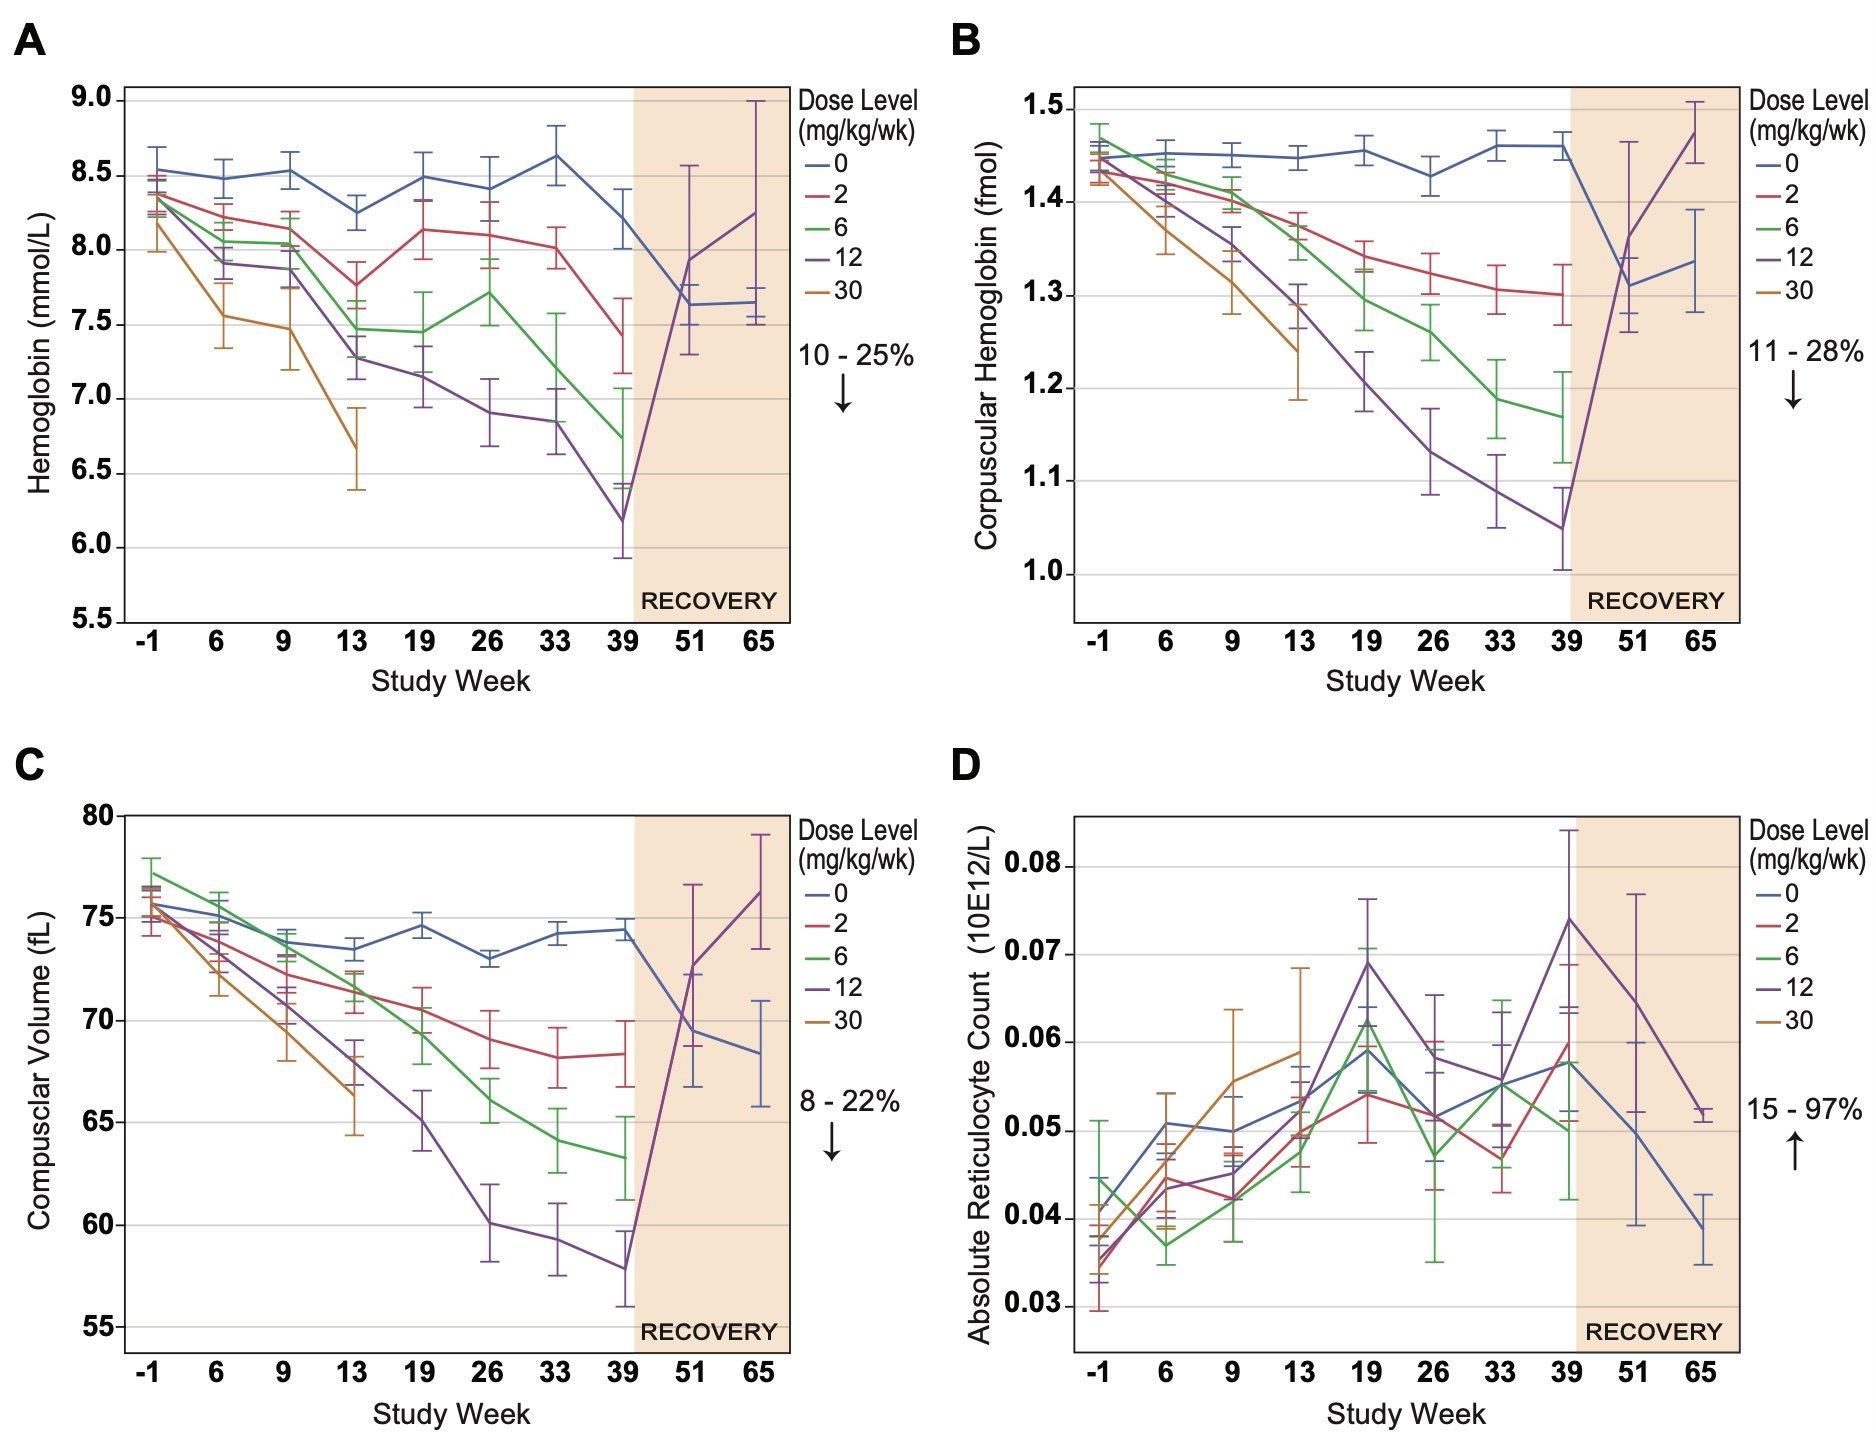 A
9.0
8.5
8.0
7.5
7.0
6.5
6.0
5.5
Hemoglobin (mmol/L)
-1 6 9 13 19 26 33 39 51 65
Study Week
RECOVERY
Dose Level
(mg/kg/wk)
0
2
6
12
30
10 - 25%
↓
B
1.5
1.4
1.3
1.2
1.1
1.0
Corpuscular Hemoglobin (fmol)
-1 6 9 13 19 26 33 39 51 65
Study Week
RECOVERY
Dose Level
(mg/kg/wk)
0
2
6
12
30
11 - 28%
↓
C
80
75
70
65
60
55
Compusclar Volume (fL)
-1 6 9 13 19 26 33 39 51 65
Study Week
RECOVERY
Dose Level
(mg/kg/wk)
0
2
6
12
30
8 - 22%
↓
D
0.08
0.07
0.06
0.05
0.04
0.03
Absolute Reticulocyte Count (10E12/L)
-1 6 9 13 19 26 33 39 51 65
Study Week
RECOVERY
Dose Level
(mg/kg/wk)
0
2
6
12
30
15 - 97%
↑